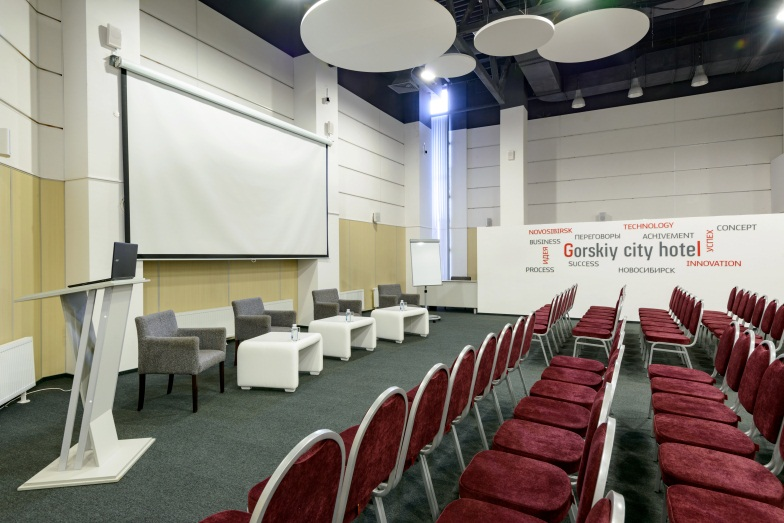 NOVOSIBIRSK TECHNOLOGY CONCEPT
BUSINESS ПЕРЕГОВОРЫ ACHIVEMENT УСПЕХ
ИДЕЯ Gorskiy city hotel
PROCESS SUCCESS НОВОСИБИРСК INNOVATION